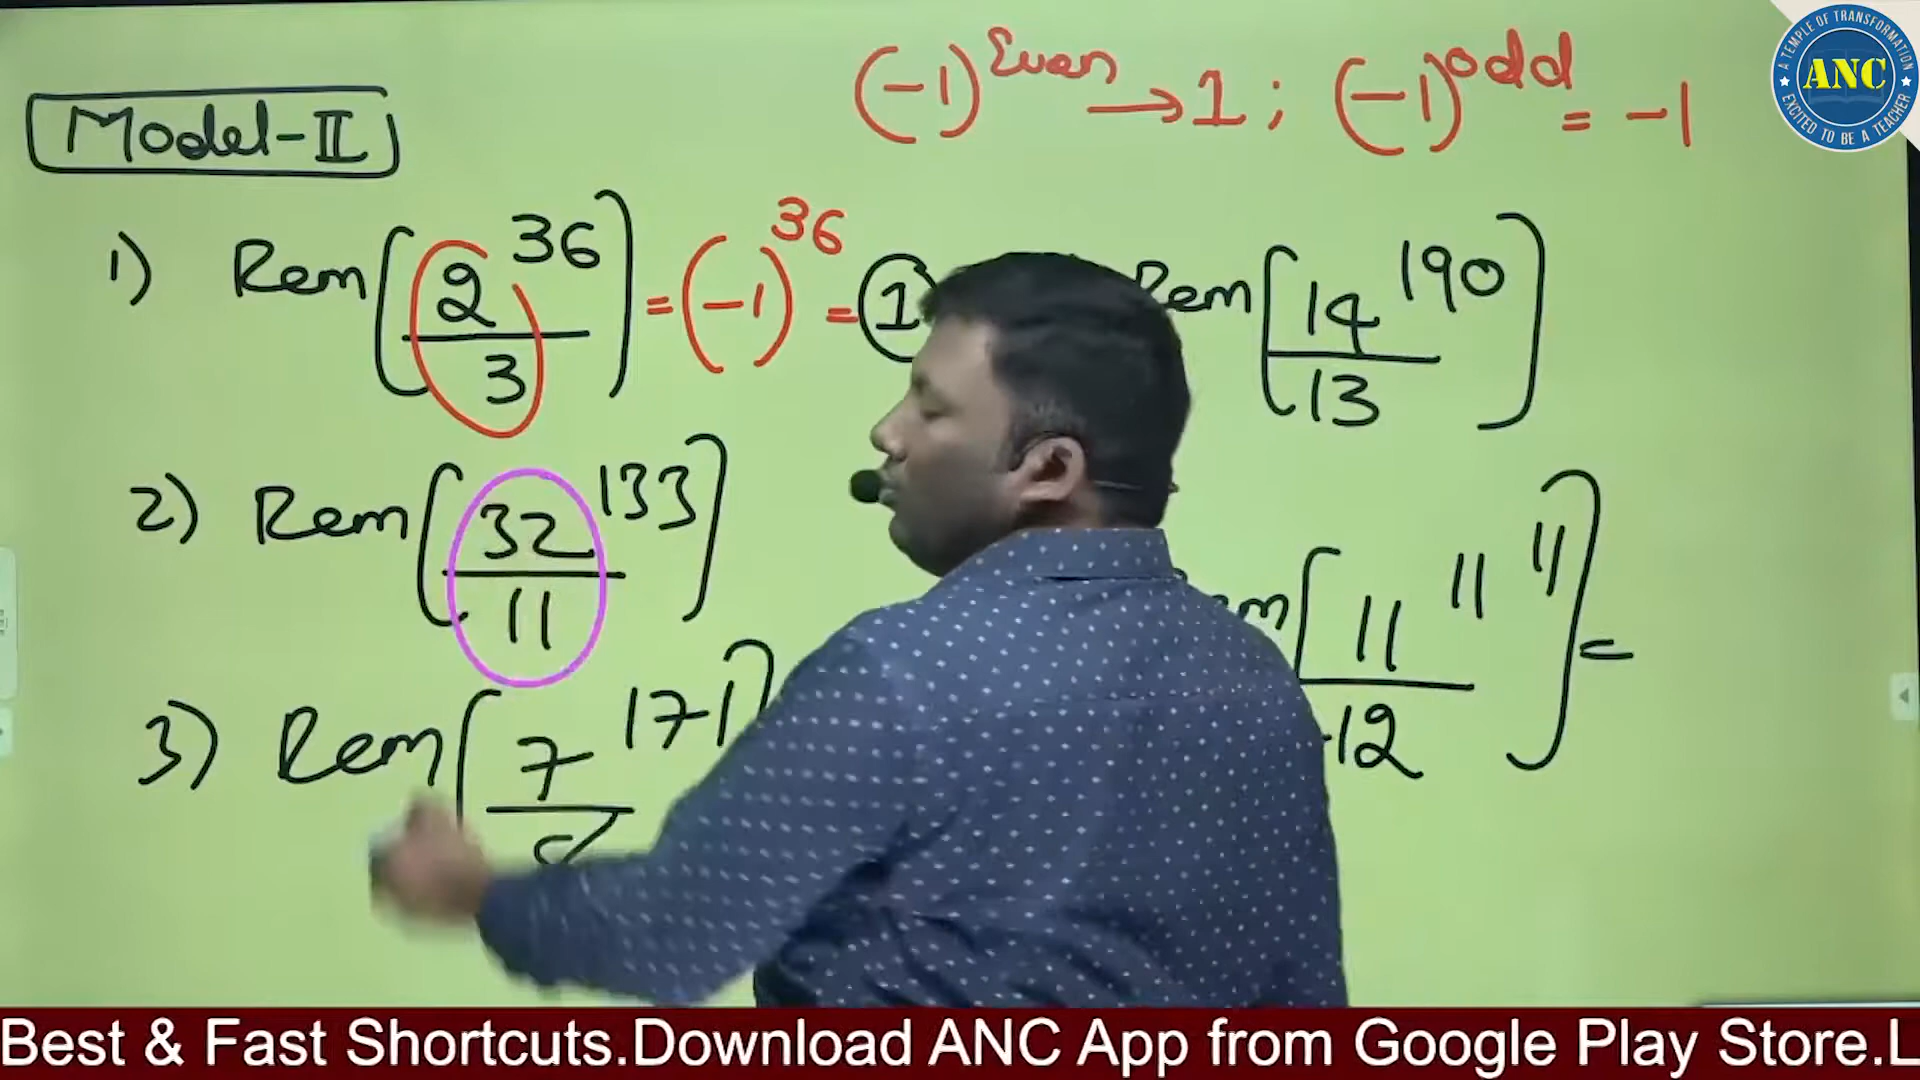 (-1)^Even → 1 ; (-1)^odd = -1
Model-II
1) Rem[2^36/3] = (-1)^36 = 1
Rem[14^190/13]
2) Rem[32^133/11]
[11^11^11/12] =
3) Rem[7^171/8]
A TEMPLE OF TRANSFORMATION
ANC
EXCITED TO BE A TEACHER
Best & Fast Shortcuts.Download ANC App from Google Play Store.L